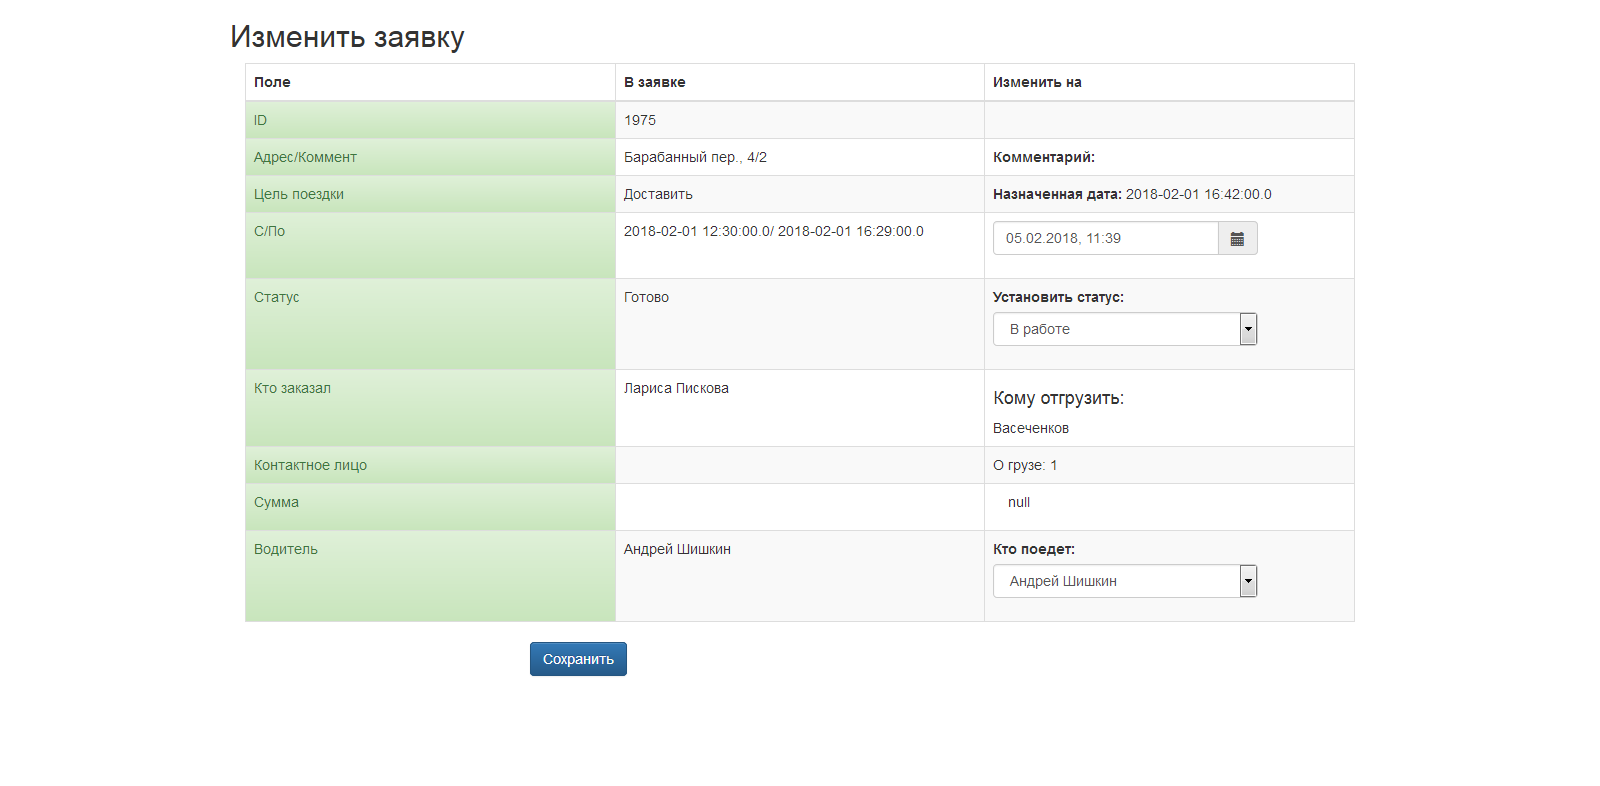 Изменить заявку
Поле В заявке Изменить на
ID 1975
Адрес/Коммент Барабанный пер., 4/2 Комментарий:
Цель поездки Доставить Назначенная дата: 2018-02-01 16:42:00.0
С/По 2018-02-01 12:30:00.0/ 2018-02-01 16:29:00.0 05.02.2018, 11:39
Статус Готово Установить статус:
В работе
Кто заказал Лариса Пискова Кому отгрузить:
Васеченков
Контактное лицо О грузе: 1
Сумма null
Водитель Андрей Шишкин Кто поедет:
Андрей Шишкин
Сохранить